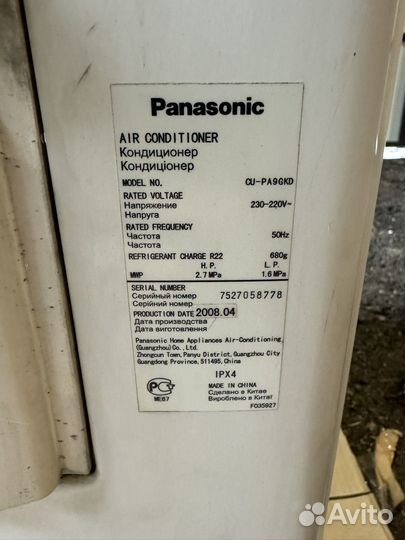 Panasonic
AIR CONDITIONER
Кондиционер
Кондиціонер
MODEL NO. CU-PA9GKD
RATED VOLTAGE
Напряжение 230-220V~
Напруга
RATED FREQUENCY
Частота 50Hz
Частота
REFRIGERANT CHARGE R22 680g
H. P. L. P.
MWP 2.7 MPa 1.6 MPa
SERIAL NUMBER
Серийный номер 7527058778
Серійний номер
PRODUCTION DATE 2008.04
Дата производства
Дата виготовлення
Panasonic Home Appliances Air-Conditioning
(Guangzhou) Co., Ltd.
Zhongcun Town, Panyu District, Guangzhou City
Guangdong Province, 511495, China
IPX4
РС
ME67
MADE IN CHINA
Сделано в Китае
Вироблено в Китаї
F035927
Avito